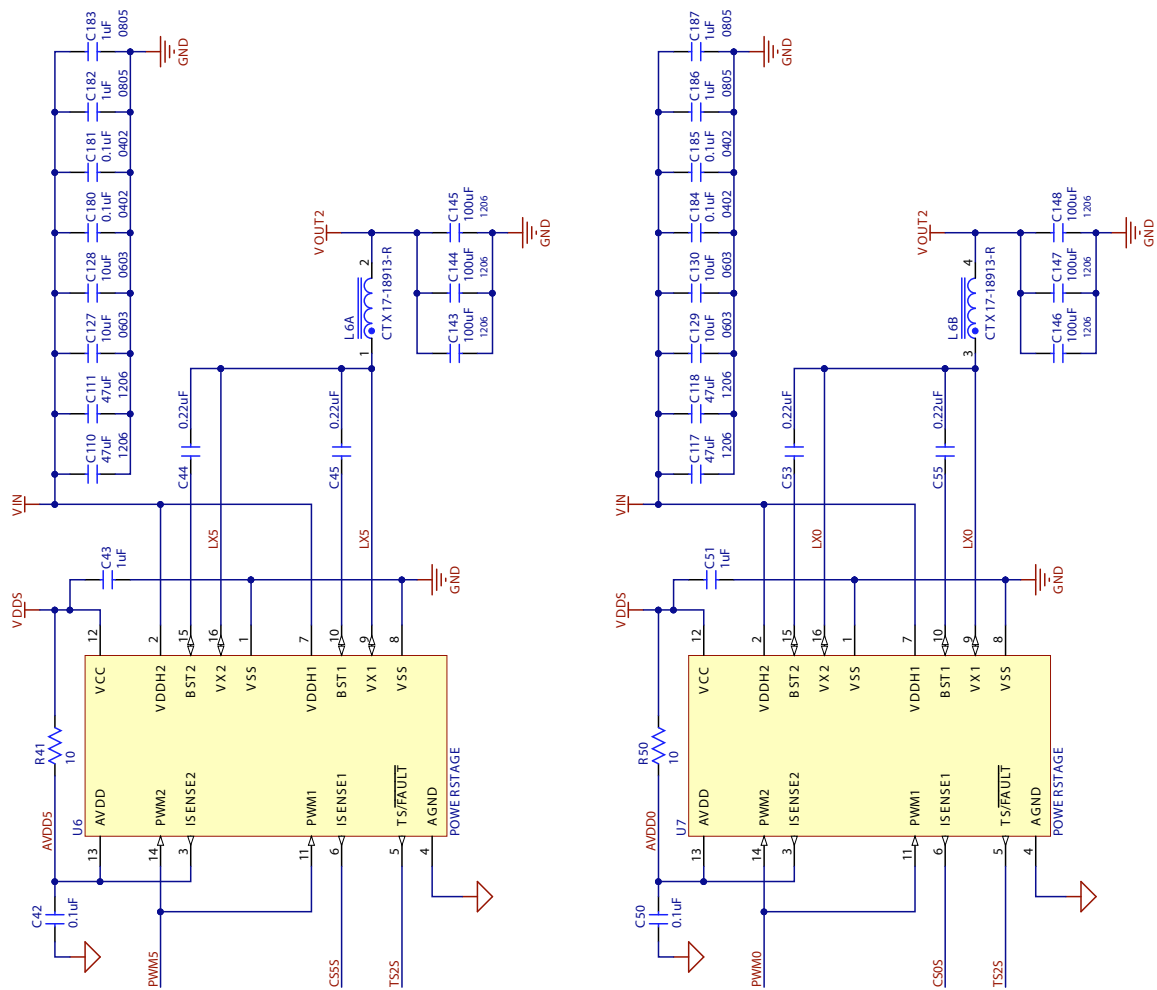 C183 1uF 0805
GND
C182 1uF 0805
C181 0.1uF 0402
C180 0.1uF 0402
C128 10uF 0603
C127 10uF 0603
C111 47uF 1206
C110 47uF 1206
VIN
VOUT2
2
L6A
CTX17-18913-R
1
C145 100uF 1206
GND
C144 100uF 1206
C143 100uF 1206
C44 0.22uF
C45 0.22uF
LX5
LX5
C43 1uF
GND
VDDS
12
2
15
16
1
7
10
9
8
VCC
VDDH2
BST2
VX2
VSS
VDDH1
BST1
VX1
VSS
R41 10
AVDD5
U6
POWERSTAGE
AVDD
PWM2
ISENSE2
PWM1
ISENSE1
TS/FAULT
AGND
13
14
3
11
6
5
4
C42 0.1uF
PWM5
CS5S
TS2S
C187 1uF 0805
GND
C186 1uF 0805
C185 0.1uF 0402
C184 0.1uF 0402
C130 10uF 0603
C129 10uF 0603
C118 47uF 1206
C117 47uF 1206
VIN
VOUT2
4
L6B
CTX17-18913-R
3
C148 100uF 1206
GND
C147 100uF 1206
C146 100uF 1206
C53 0.22uF
C55 0.22uF
LX0
LX0
C51 1uF
GND
VDDS
12
2
15
16
1
7
10
9
8
VCC
VDDH2
BST2
VX2
VSS
VDDH1
BST1
VX1
VSS
R50 10
AVDD0
U7
POWERSTAGE
AVDD
PWM2
ISENSE2
PWM1
ISENSE1
TS/FAULT
AGND
13
14
3
11
6
5
4
C50 0.1uF
PWM0
CS0S
TS2S